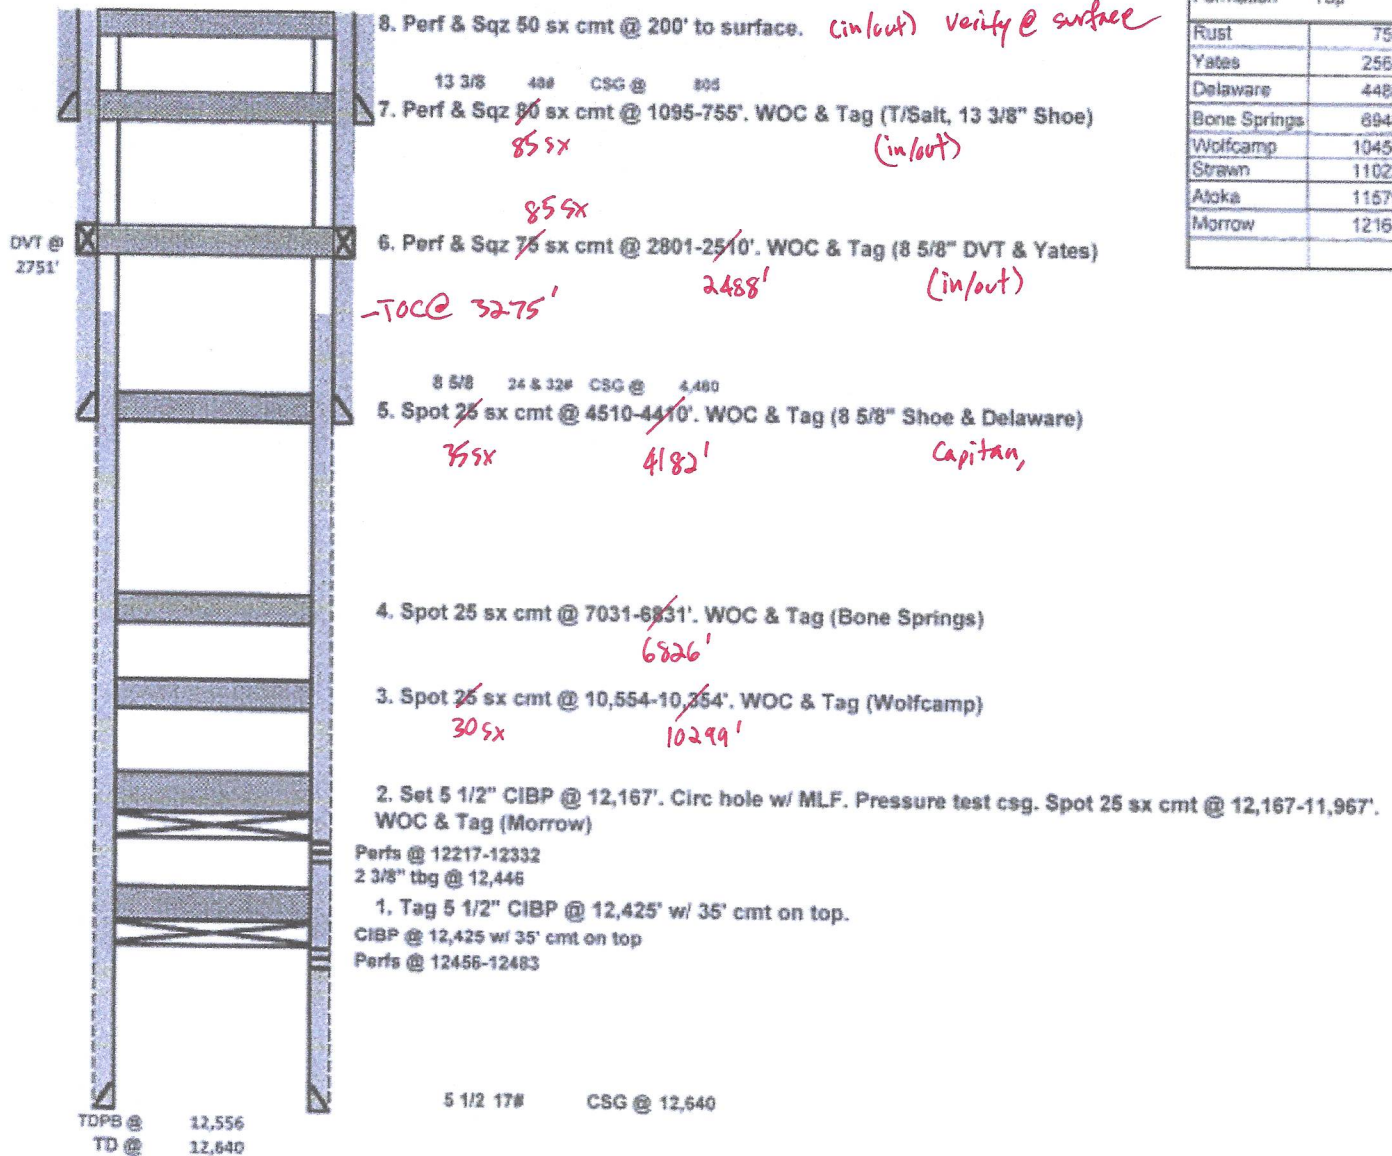 8. Perf & Sqz 50 sx cmt @ 200' to surface. (in/out) verify @ surface
13 3/8 48# CSG @ 805
7. Perf & Sqz 80 sx cmt @ 1095-755'. WOC & Tag (T/Salt, 13 3/8" Shoe)
85 sx (in/out)
85 sx
DVT @
2751'
6. Perf & Sqz 75 sx cmt @ 2801-2510'. WOC & Tag (8 5/8" DVT & Yates)
2488' (in/out)
-TOC@ 3275'
8 5/8 24 & 32# CSG @ 4,480
5. Spot 25 sx cmt @ 4510-4410'. WOC & Tag (8 5/8" Shoe & Delaware)
35 sx 4182' Capitan,
4. Spot 25 sx cmt @ 7031-6831'. WOC & Tag (Bone Springs)
6826'
3. Spot 25 sx cmt @ 10,554-10,354'. WOC & Tag (Wolfcamp)
30 sx 10299'
2. Set 5 1/2" CIBP @ 12,167'. Circ hole w/ MLF. Pressure test csg. Spot 25 sx cmt @ 12,167-11,967'.
WOC & Tag (Morrow)
Perfs @ 12217-12332
2 3/8" tbg @ 12,446
1. Tag 5 1/2" CIBP @ 12,425' w/ 35' cmt on top.
CIBP @ 12,425 w/ 35' cmt on top
Perfs @ 12456-12483
5 1/2 17# CSG @ 12,640
TDPB @ 12,556
TD @ 12,640
Rust 75
Yates 256
Delaware 448
Bone Springs 694
Wolfcamp 1045
Strawn 1102
Atoka 1157
Morrow 1216